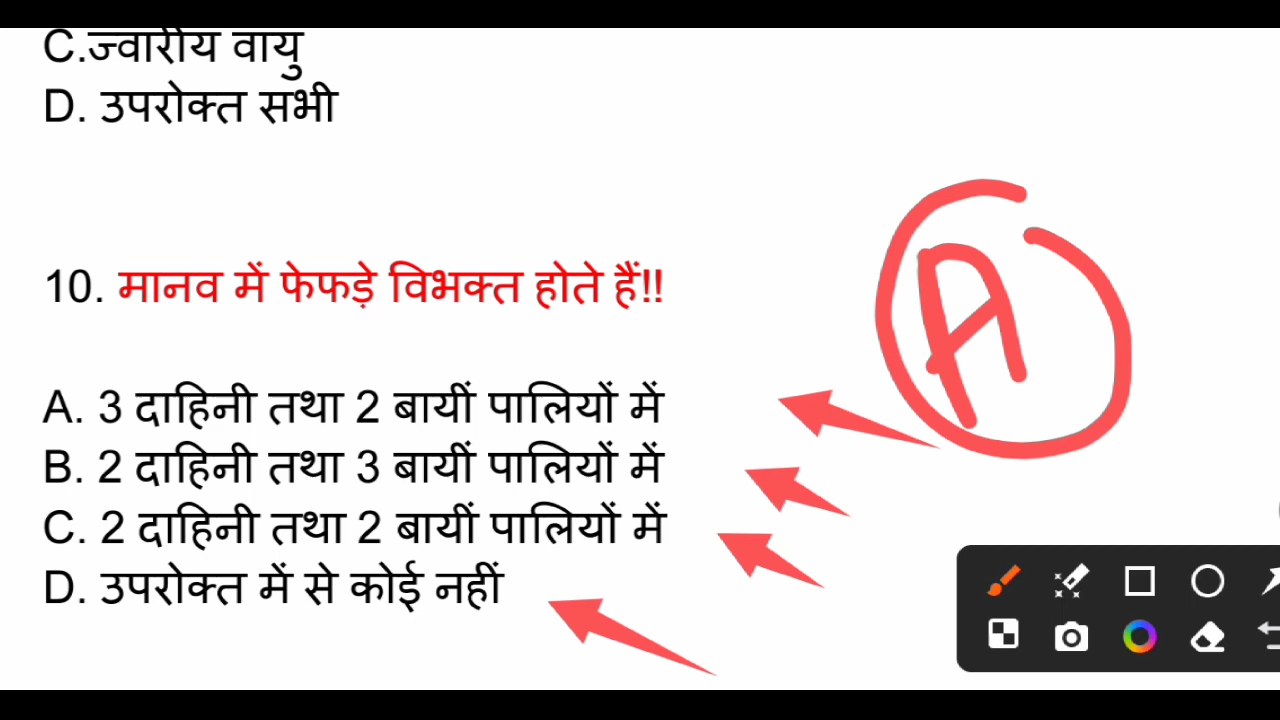 C.ज्वारीय वायु
D. उपरोक्त सभी
10. मानव में फेफड़े विभक्त होते हैं!!
A
A. 3 दाहिनी तथा 2 बायीं पालियों में
B. 2 दाहिनी तथा 3 बायीं पालियों में
C. 2 दाहिनी तथा 2 बायीं पालियों में
D. उपरोक्त में से कोई नहीं